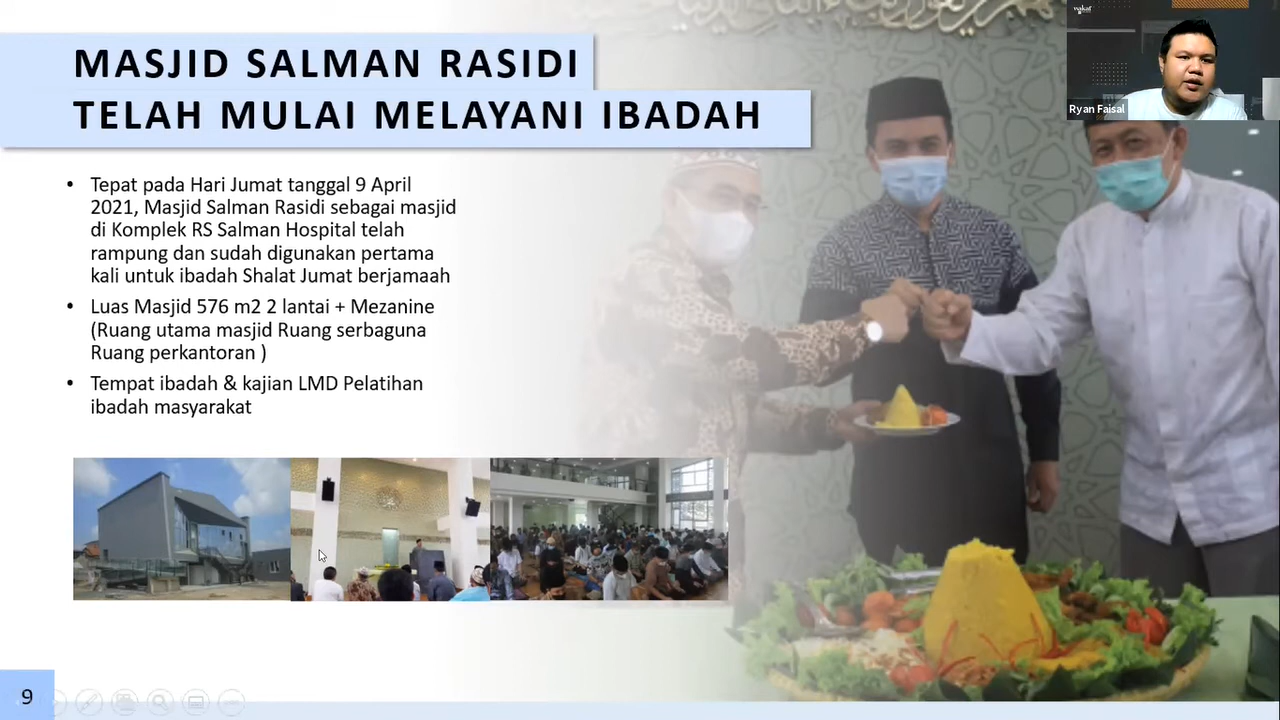 MASJID SALMAN RASIDI
TELAH MULAI MELAYANI IBADAH
wakaf
Ryan Faisal
• Tepat pada Hari Jumat tanggal 9 April
2021, Masjid Salman Rasidi sebagai masjid
di Komplek RS Salman Hospital telah
rampung dan sudah digunakan pertama
kali untuk ibadah Shalat Jumat berjamaah
• Luas Masjid 576 m2 2 lantai + Mezanine
(Ruang utama masjid Ruang serbaguna
Ruang perkantoran )
• Tempat ibadah & kajian LMD Pelatihan
ibadah masyarakat
9